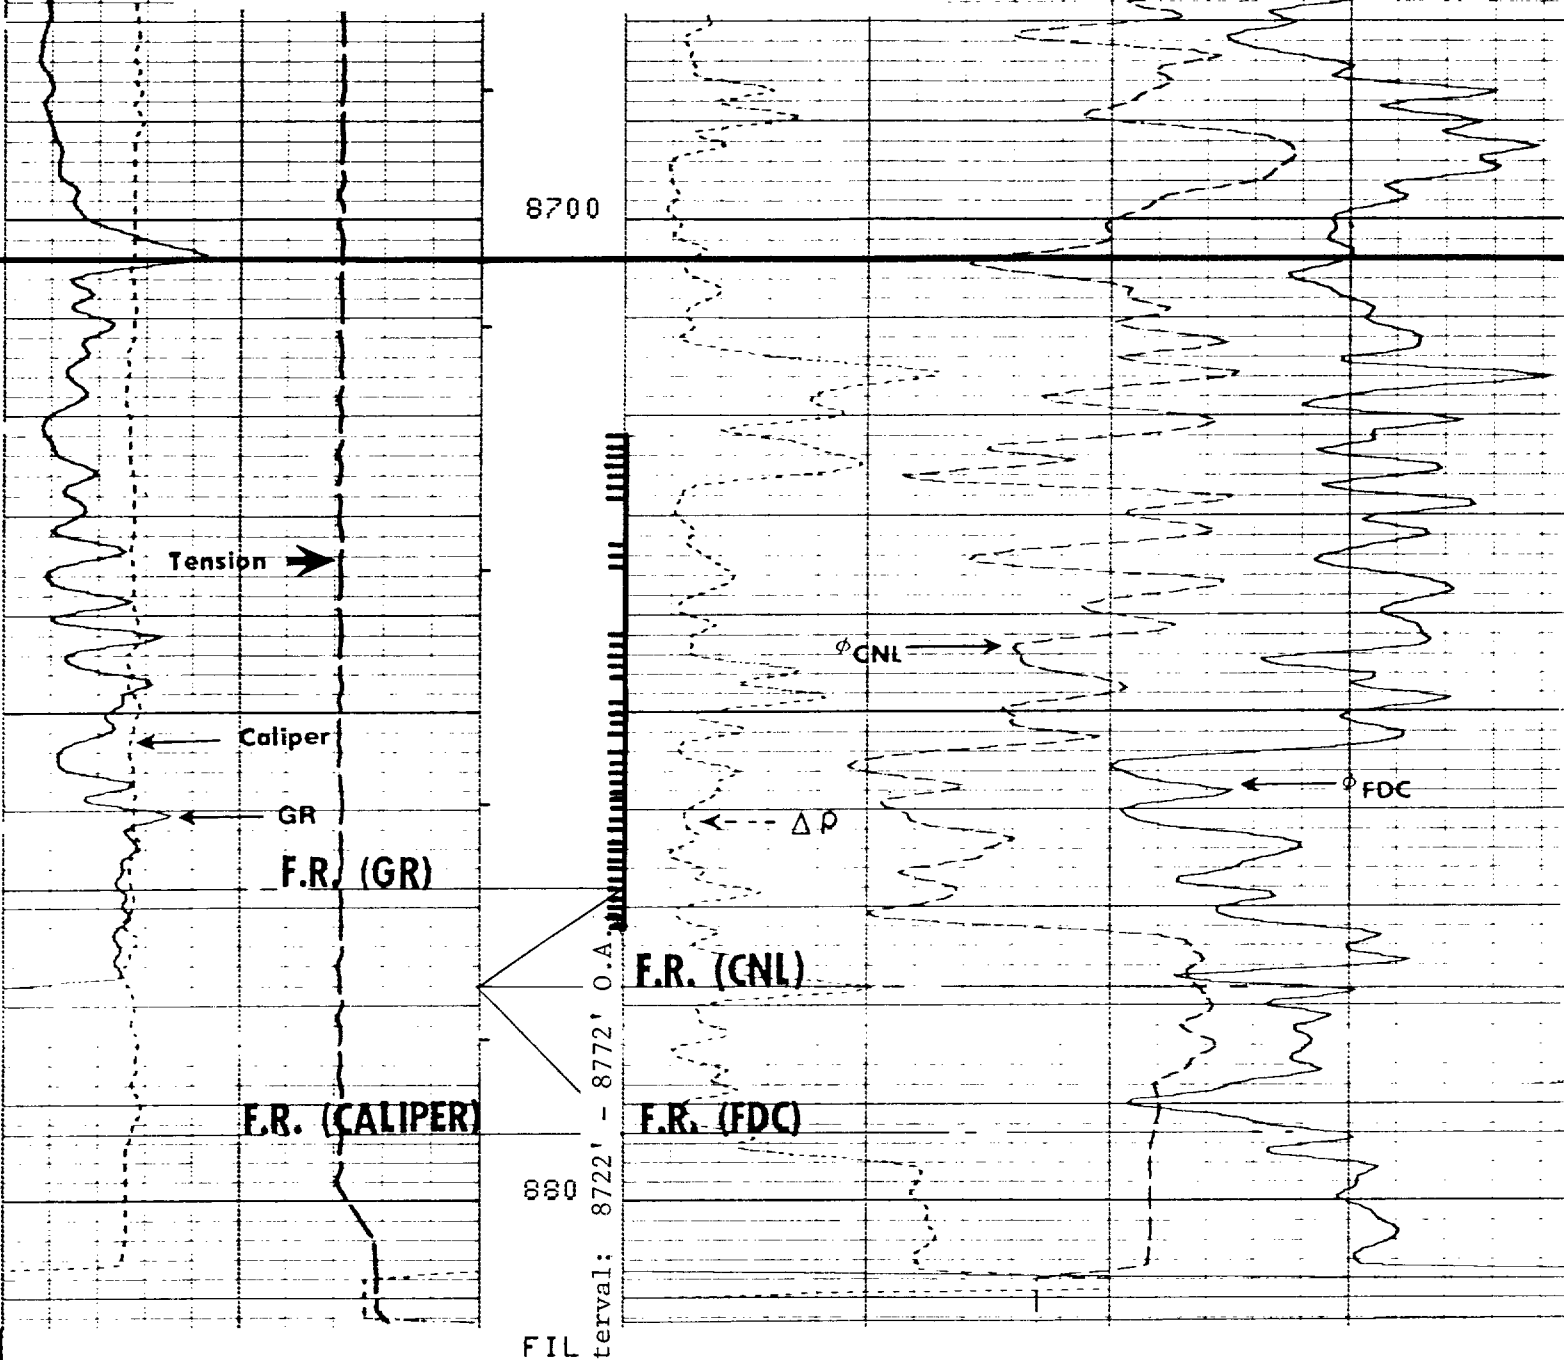 8700
Tension
ϕCNL
Caliper
ϕFDC
GR
Δρ
F.R. (GR)
F.R. (CNL)
F.R. (CALIPER)
F.R. (FDC)
880
terval: 8722' - 8772' O.A.
FIL